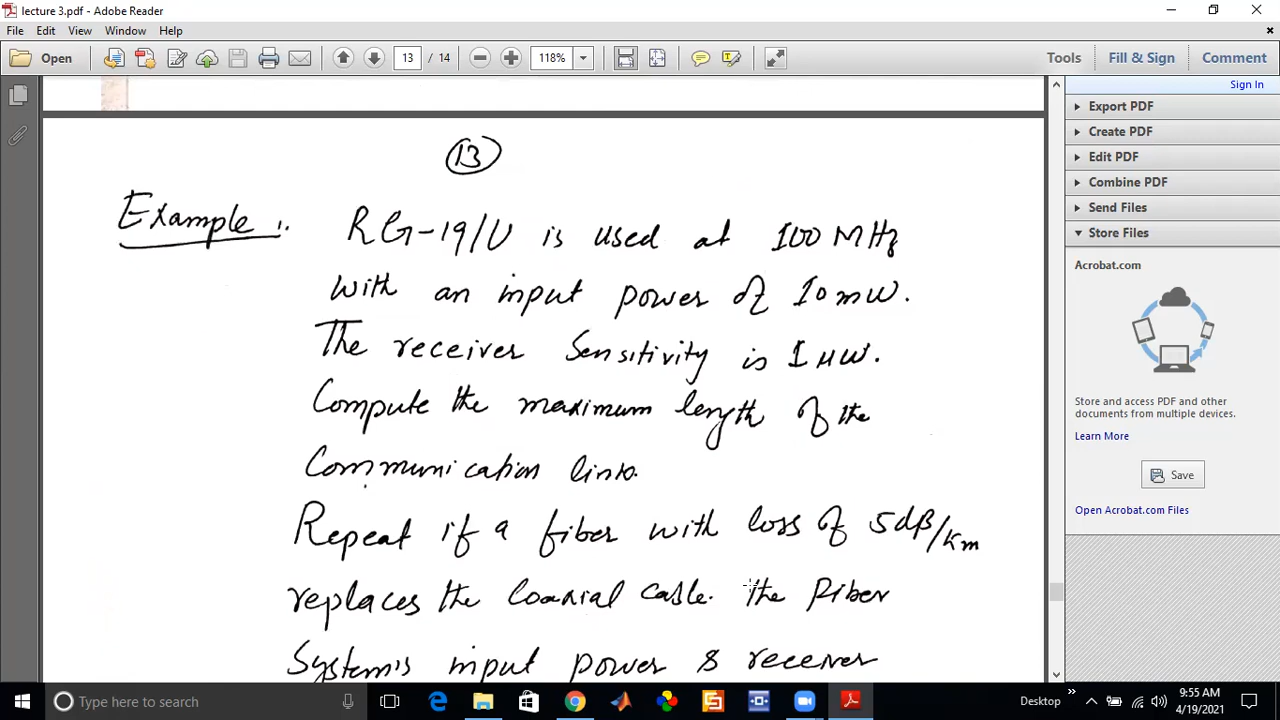 lecture 3.pdf - Adobe Reader
File Edit View Window Help
Open 13 / 14 118% Tools Fill & Sign Comment
Sign In
Export PDF
Create PDF
Edit PDF
Combine PDF
Send Files
Store Files
Acrobat.com
Store and access PDF and other
documents from multiple devices.
Learn More
Save
Open Acrobat.com Files
13
Example :. RG-19/U is used at 100 MHz
with an input power of 10 mW.
The receiver sensitivity is 1 μW.
Compute the maximum length of the
Communication link.
Repeat if a fiber with loss of 5dB/Km
replaces the Coaxial Cable. The Fiber
System's input power & receiver
Type here to search
Desktop
9:55 AM
4/19/2021